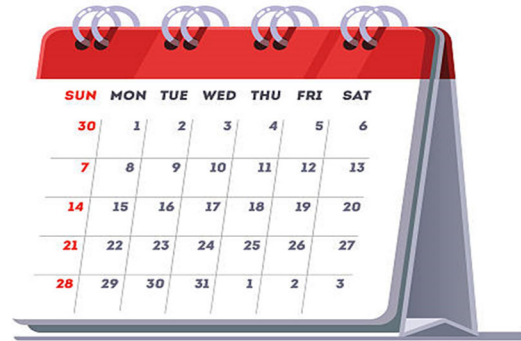 SUN MON TUE WED THU FRI SAT
30 1 2 3 4 5 6
7 8 9 10 11 12 13
14 15 16 17 18 19 20
21 22 23 24 25 26 27
28 29 30 31 1 2 3